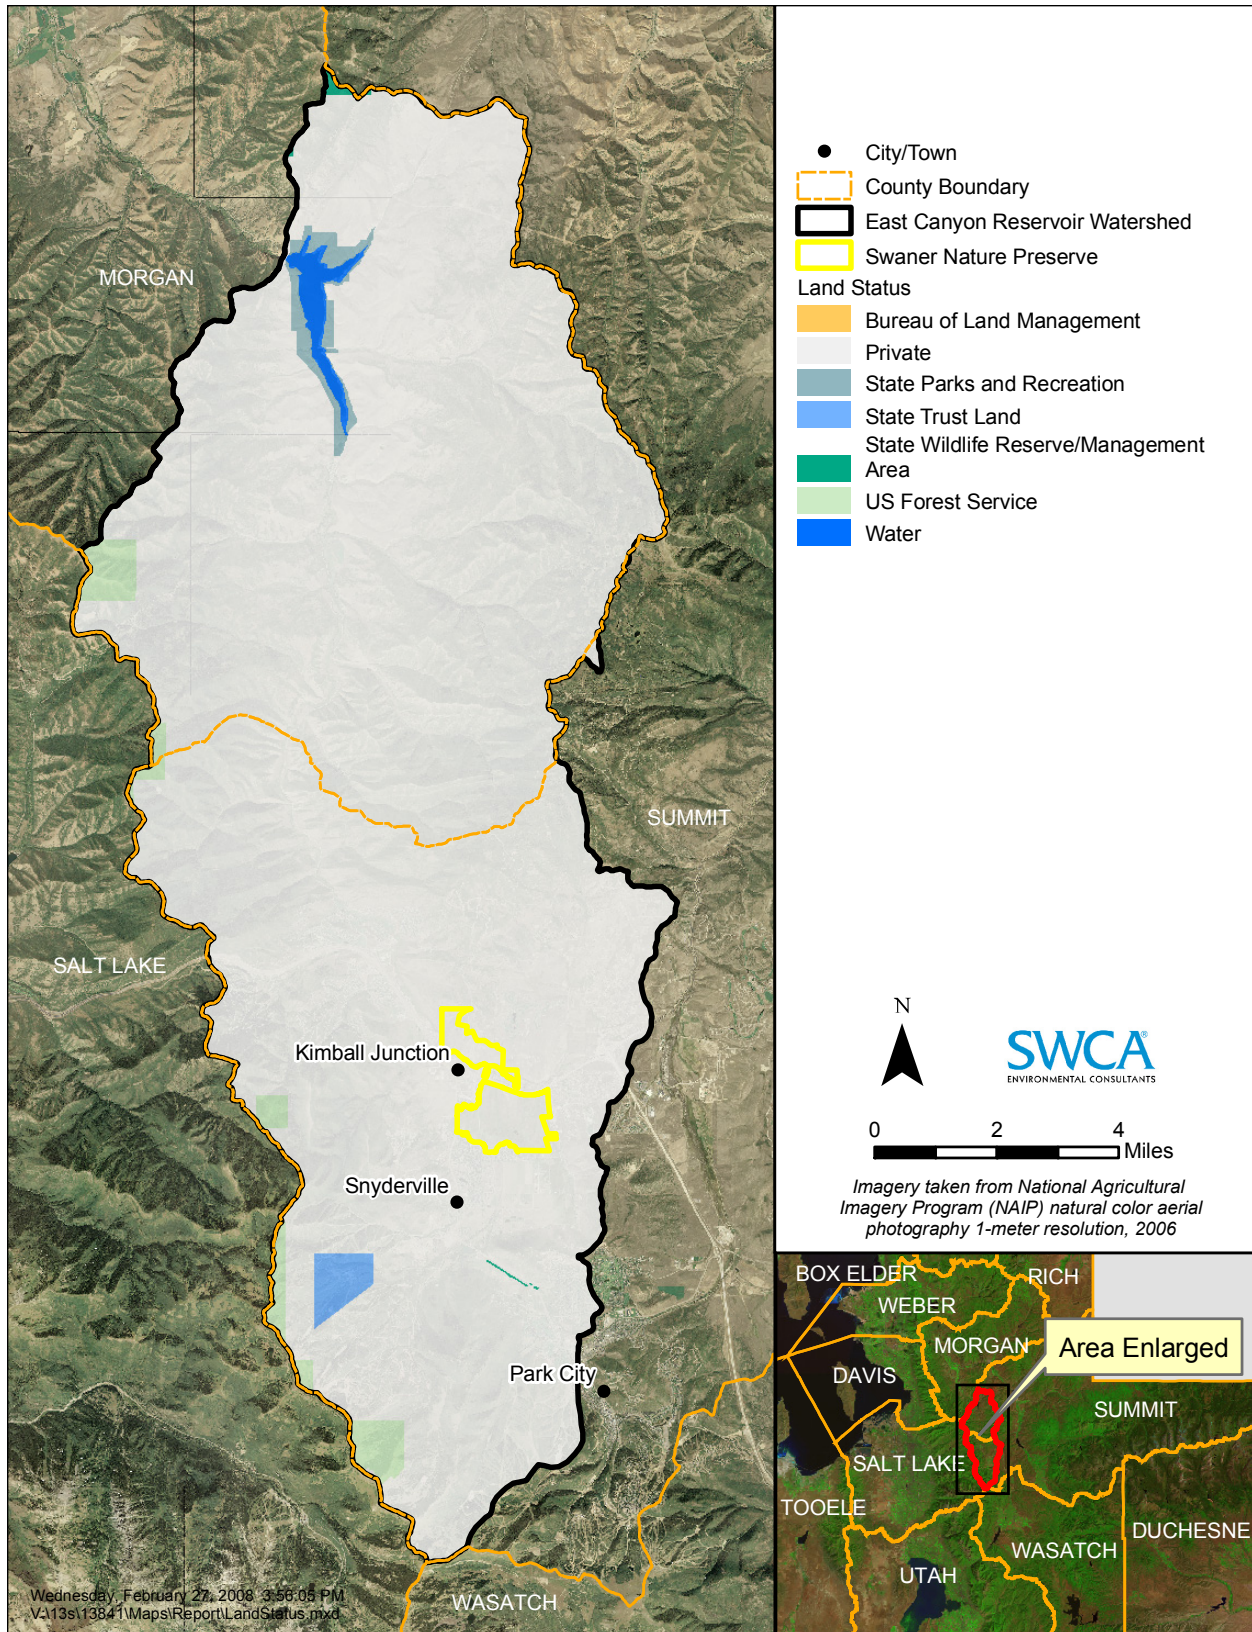 MORGAN
SUMMIT
SALT LAKE
Kimball Junction
Snyderville
Park City
WASATCH
Wednesday, February 27, 2008 3:56:05 PM
V:\13s\13841\Maps\Report\LandStatus.mxd
City/Town
County Boundary
East Canyon Reservoir Watershed
Swaner Nature Preserve
Land Status
Bureau of Land Management
Private
State Parks and Recreation
State Trust Land
State Wildlife Reserve/Management
Area
US Forest Service
Water
N
SWCA®
ENVIRONMENTAL CONSULTANTS
0 2 4
Miles
Imagery taken from National Agricultural
Imagery Program (NAIP) natural color aerial
photography 1-meter resolution, 2006
BOX ELDER
RICH
WEBER
MORGAN
Area Enlarged
DAVIS
SUMMIT
SALT LAKE
TOOELE
DUCHESNE
WASATCH
UTAH